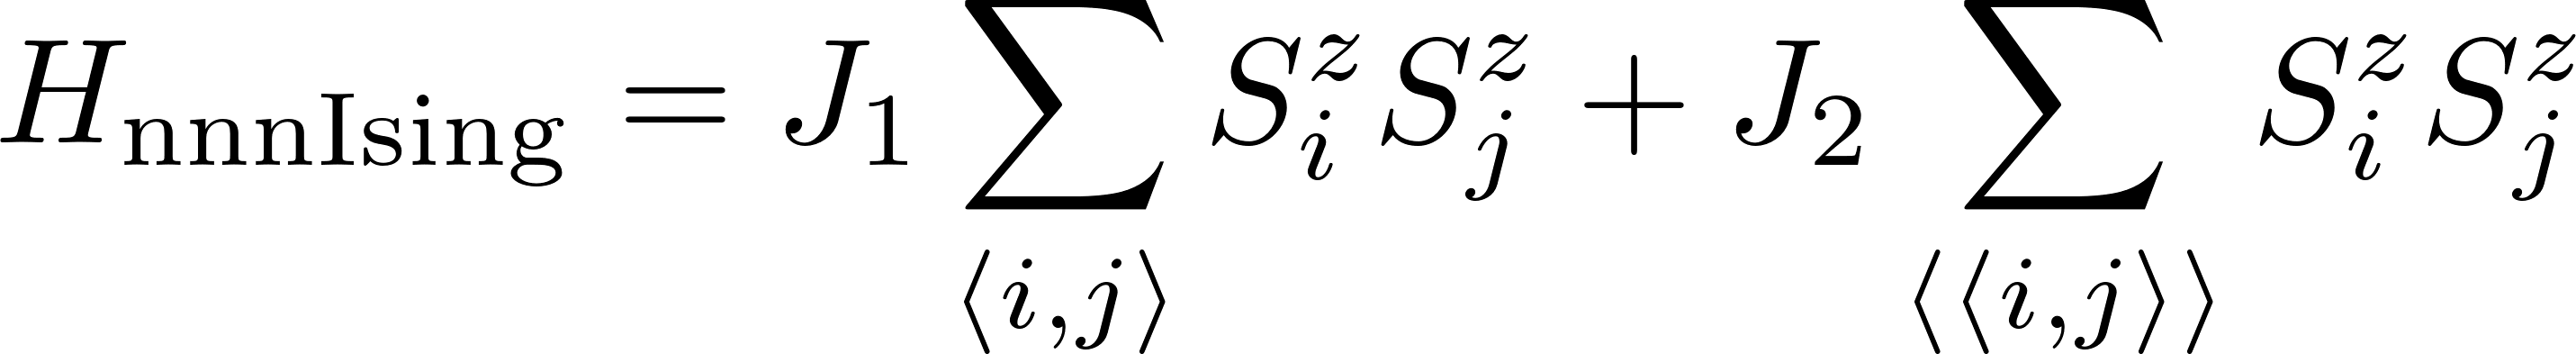 H_{\mathrm{nnnIsing}} = J_1 \sum_{\langle i,j \rangle} S_i^z S_j^z + J_2 \sum_{\langle\langle i,j \rangle\rangle} S_i^z S_j^z